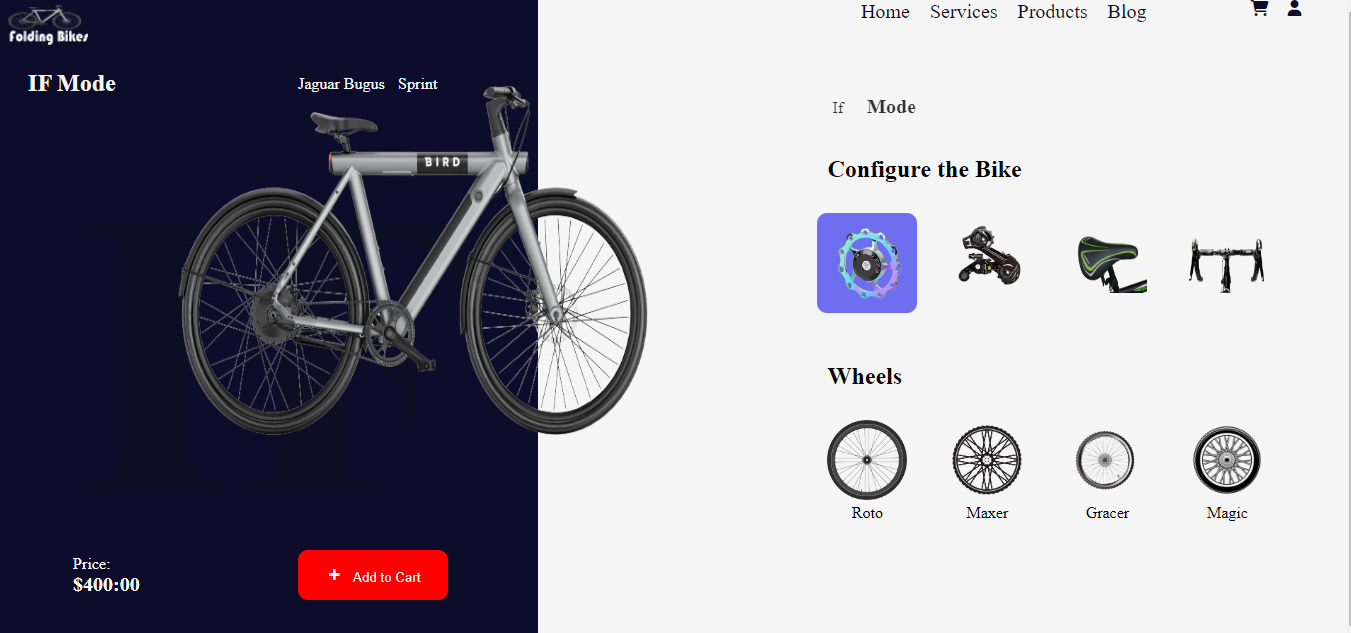 Folding Bikes
Home Services Products Blog
IF Mode
Jaguar Bugus Sprint
BIRD
IF
Price:
$400:00
Add to Cart
If Mode
Configure the Bike
Wheels
Roto Maxer Gracer Magic